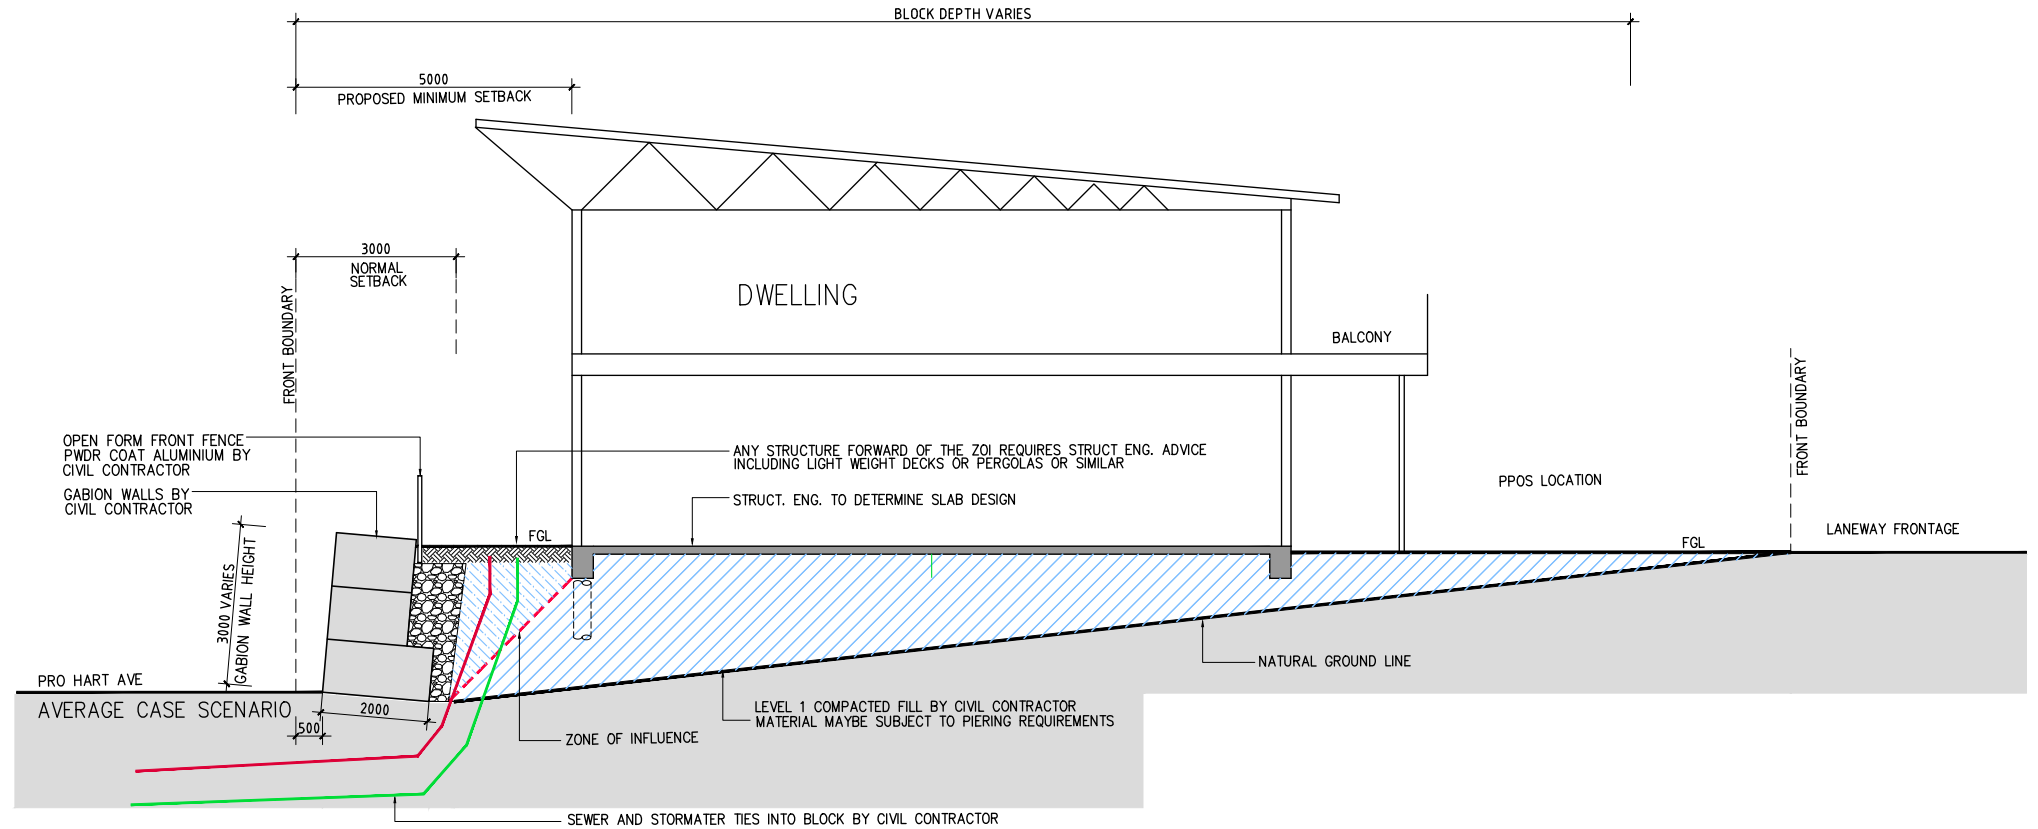 BLOCK DEPTH VARIES
5000
PROPOSED MINIMUM SETBACK
3000
NORMAL
SETBACK
FRONT BOUNDARY
DWELLING
BALCONY
FRONT BOUNDARY
OPEN FORM FRONT FENCE
PWDR COAT ALUMINIUM BY
CIVIL CONTRACTOR
GABION WALLS BY
CIVIL CONTRACTOR
ANY STRUCTURE FORWARD OF THE ZOI REQUIRES STRUCT ENG. ADVICE
INCLUDING LIGHT WEIGHT DECKS OR PERGOLAS OR SIMILAR
STRUCT. ENG. TO DETERMINE SLAB DESIGN
PPOS LOCATION
FGL
FGL
LANEWAY FRONTAGE
3000 VARIES
GABION WALL HEIGHT
PRO HART AVE
AVERAGE CASE SCENARIO
2000
500
NATURAL GROUND LINE
LEVEL 1 COMPACTED FILL BY CIVIL CONTRACTOR
MATERIAL MAYBE SUBJECT TO PIERING REQUIREMENTS
ZONE OF INFLUENCE
SEWER AND STORMATER TIES INTO BLOCK BY CIVIL CONTRACTOR